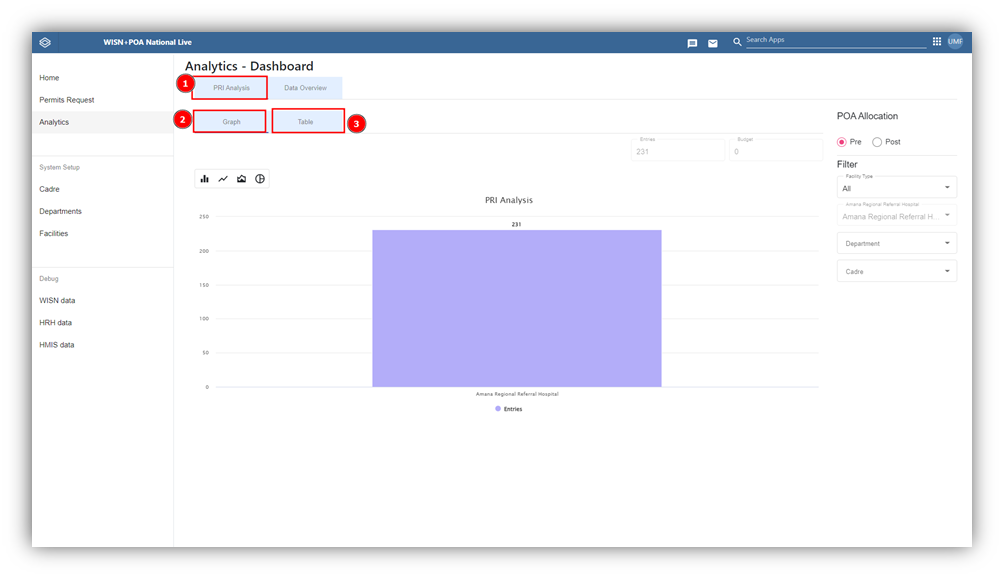 WISN+POA National Live
Search Apps
UMF
Home
Permits Request
Analytics
System Setup
Cadre
Departments
Facilities
Debug
WISN data
HRH data
HMIS data
Analytics - Dashboard
1
PRI Analysis
Data Overview
2
Graph
Table
3
Entries
231
Budget
0
PRI Analysis
250
200
150
100
50
0
231
Amana Regional Referral Hospital
Entries
POA Allocation
Pre
Post
Filter
Facility Type
All
Amana Regional Referral Hospital
Amana Regional Referral H...
Department
Cadre